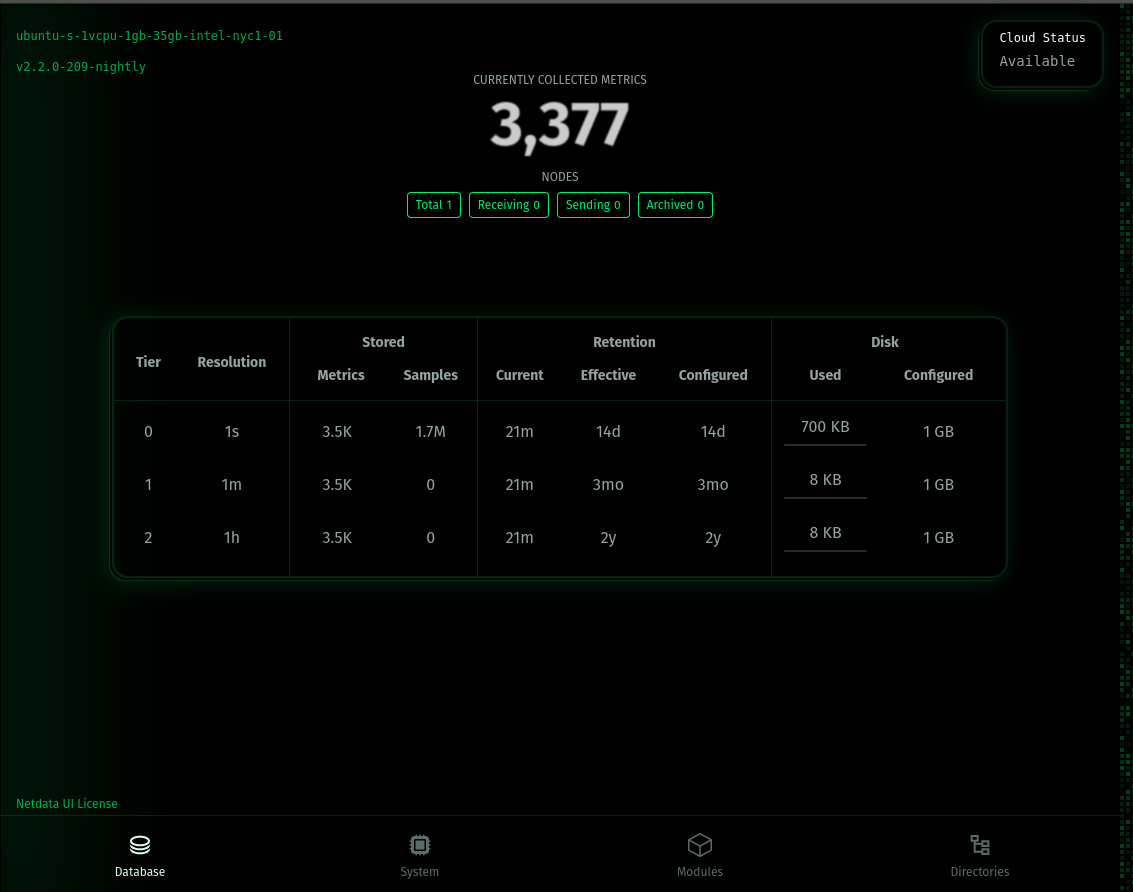 ubuntu-s-1vcpu-1gb-35gb-intel-nyc1-01
v2.2.0-209-nightly
Cloud Status
Available
CURRENTLY COLLECTED METRICS
3,377
NODES
Total 1 Receiving 0 Sending 0 Archived 0
Stored Retention Disk
Tier Resolution
Metrics Samples Current Effective Configured Used Configured
0 1s 3.5K 1.7M 21m 14d 14d 700 KB 1 GB
1 1m 3.5K 0 21m 3mo 3mo 8 KB 1 GB
2 1h 3.5K 0 21m 2y 2y 8 KB 1 GB
Netdata UI License
Database System Modules Directories